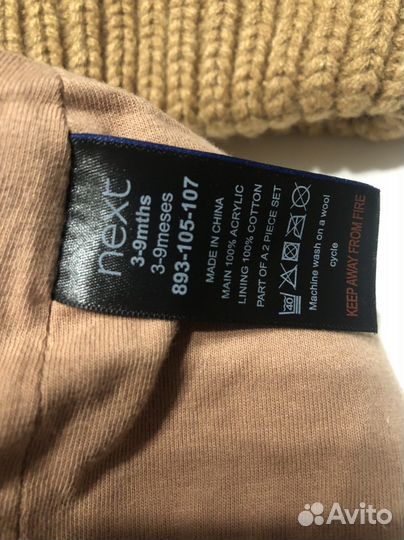 next
3-9mths
3-9meses
893-105-107
MADE IN CHINA
MAIN 100% ACRYLIC
LINING 100% COTTON
PART OF A 2 PIECE SET
40
Machine wash on a wool
cycle
KEEP AWAY FROM FIRE
Avito